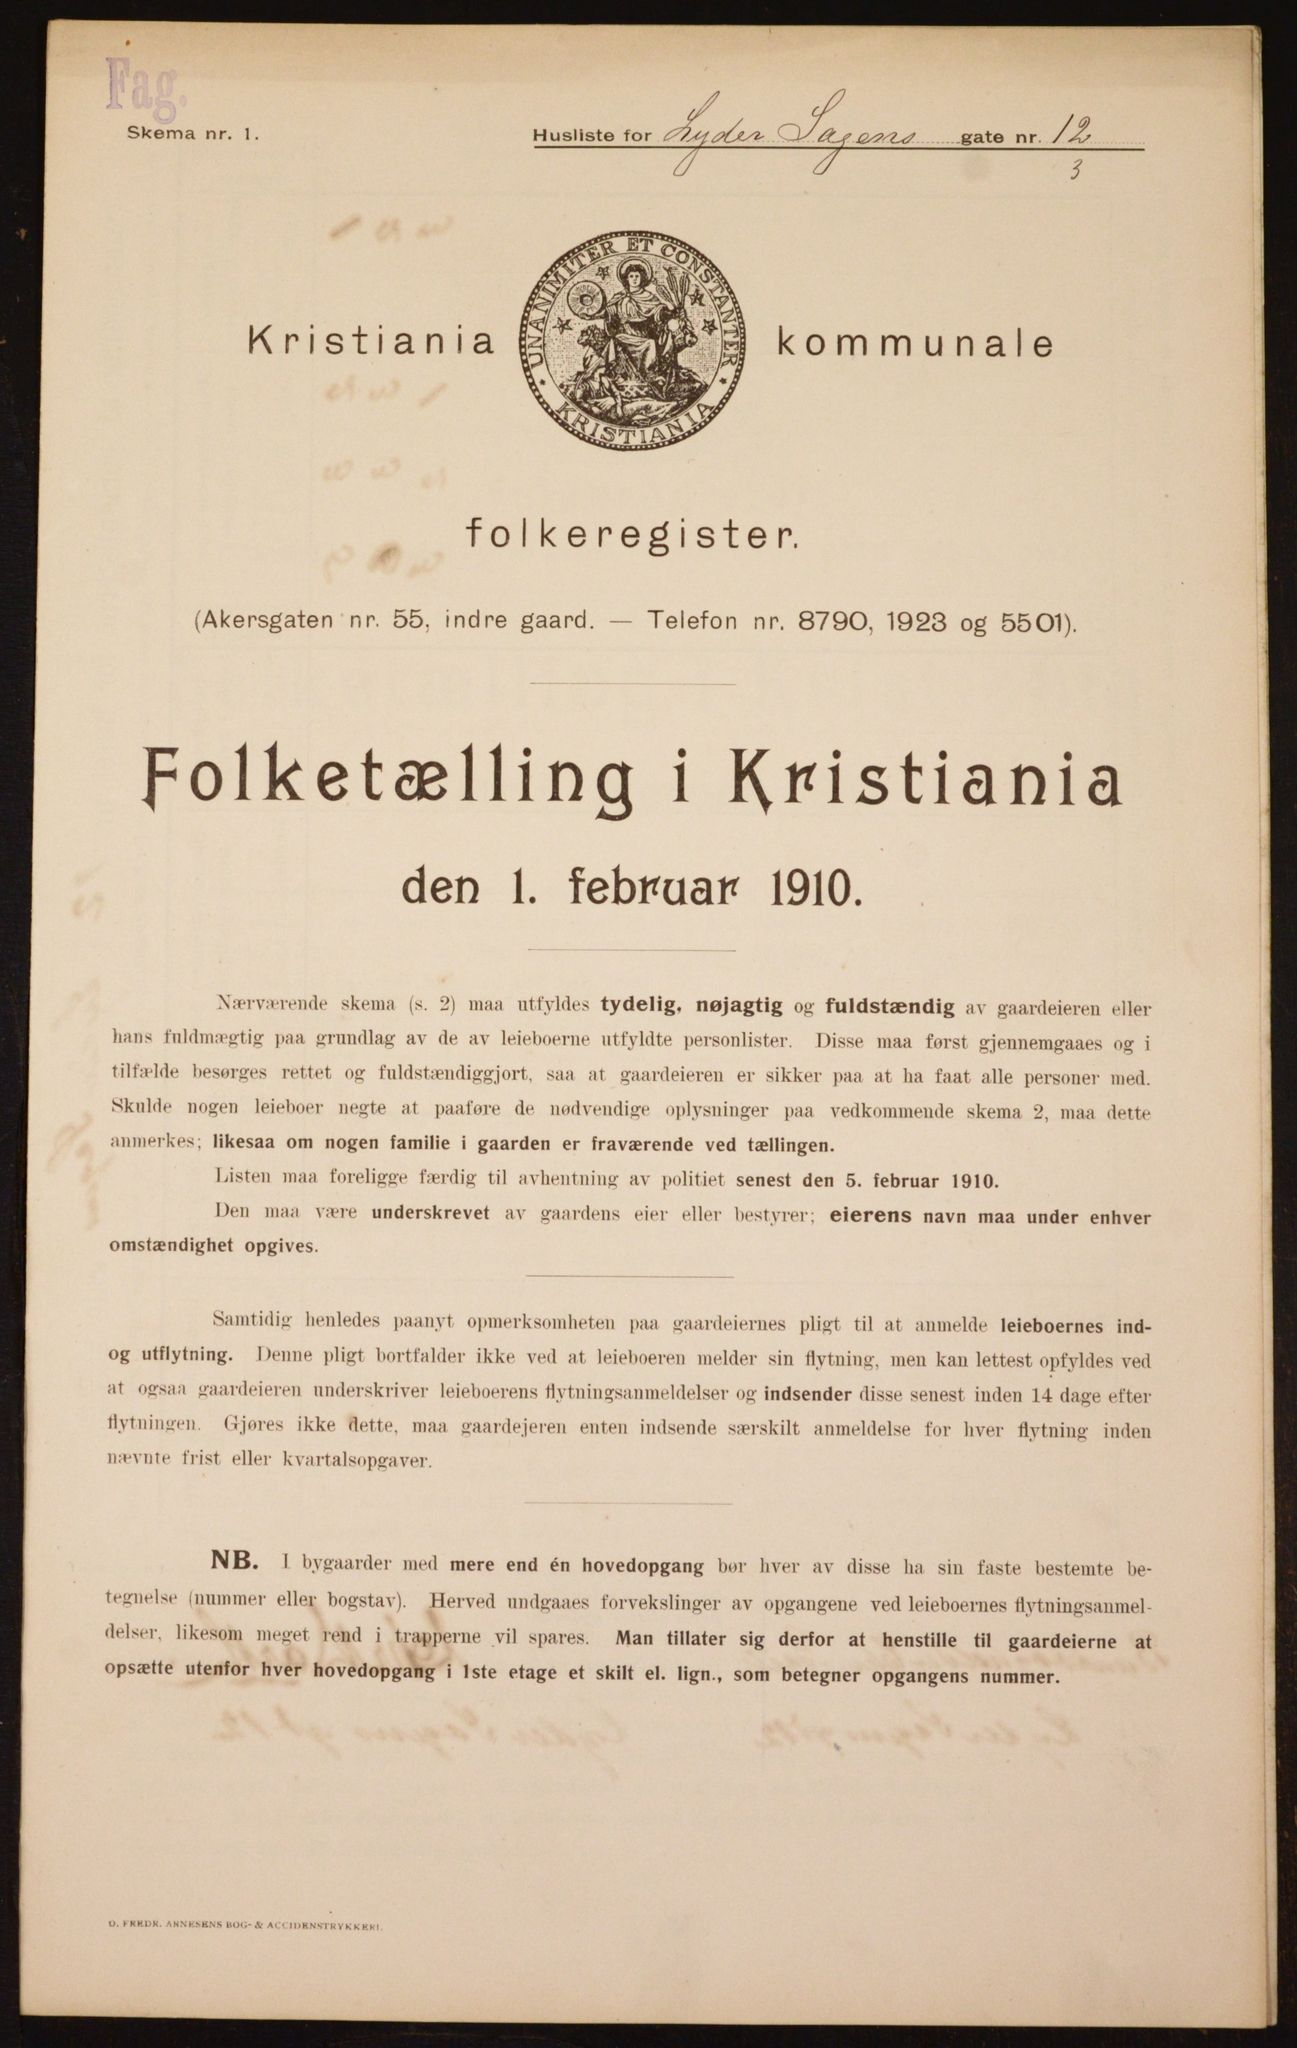 Fag.
Skema nr. 1.
Husliste for Lyder Sagens gate nr. 12
3
UNANIMITER ET CONSTANTER
KRISTIANIA
Kristiania kommunale
folkeregister.
(Akersgaten nr. 55, indre gaard. — Telefon nr. 8790, 1923 og 5501).
Folketælling i Kristiania
den 1. februar 1910.
Nærværende skema (s. 2) maa utfyldes tydelig, nøjagtig og fuldstændig av gaardeieren eller
hans fuldmægtig paa grundlag av de av leieboerne utfyldte personlister. Disse maa først gjennemgaaes og i
tilfælde besørges rettet og fuldstændiggjort, saa at gaardeieren er sikker paa at ha faat alle personer med.
Skulde nogen leieboer negte at paaføre de nødvendige oplysninger paa vedkommende skema 2, maa dette
anmerkes; likesaa om nogen familie i gaarden er fraværende ved tællingen.
Listen maa foreligge færdig til avhentning av politiet senest den 5. februar 1910.
Den maa være underskrevet av gaardens eier eller bestyrer; eierens navn maa under enhver
omstændighet opgives.
Samtidig henledes paanyt opmerksomheten paa gaardeiernes pligt til at anmelde leieboernes ind-
og utflytning. Denne pligt bortfalder ikke ved at leieboeren melder sin flytning, men kan lettest opfyldes ved
at ogsaa gaardeieren underskriver leieboerens flytningsanmeldelser og indsender disse senest inden 14 dage efter
flytningen. Gjøres ikke dette, maa gaardejeren enten indsende særskilt anmeldelse for hver flytning inden
nævnte frist eller kvartalsopgaver.
NB. I bygaarder med mere end én hovedopgang bør hver av disse ha sin faste bestemte be-
tegnelse (nummer eller bogstav). Herved undgaaes forvekslinger av opgangene ved leieboernes flytningsanmel-
delser, likesom meget rend i trapperne vil spares. Man tillater sig derfor at henstille til gaardeierne at
opsætte utenfor hver hovedopgang i 1ste etage et skilt el. lign., som betegner opgangens nummer.
O. FREDR. ARNESENS BOG- & ACCIDENSTRYKKERI.